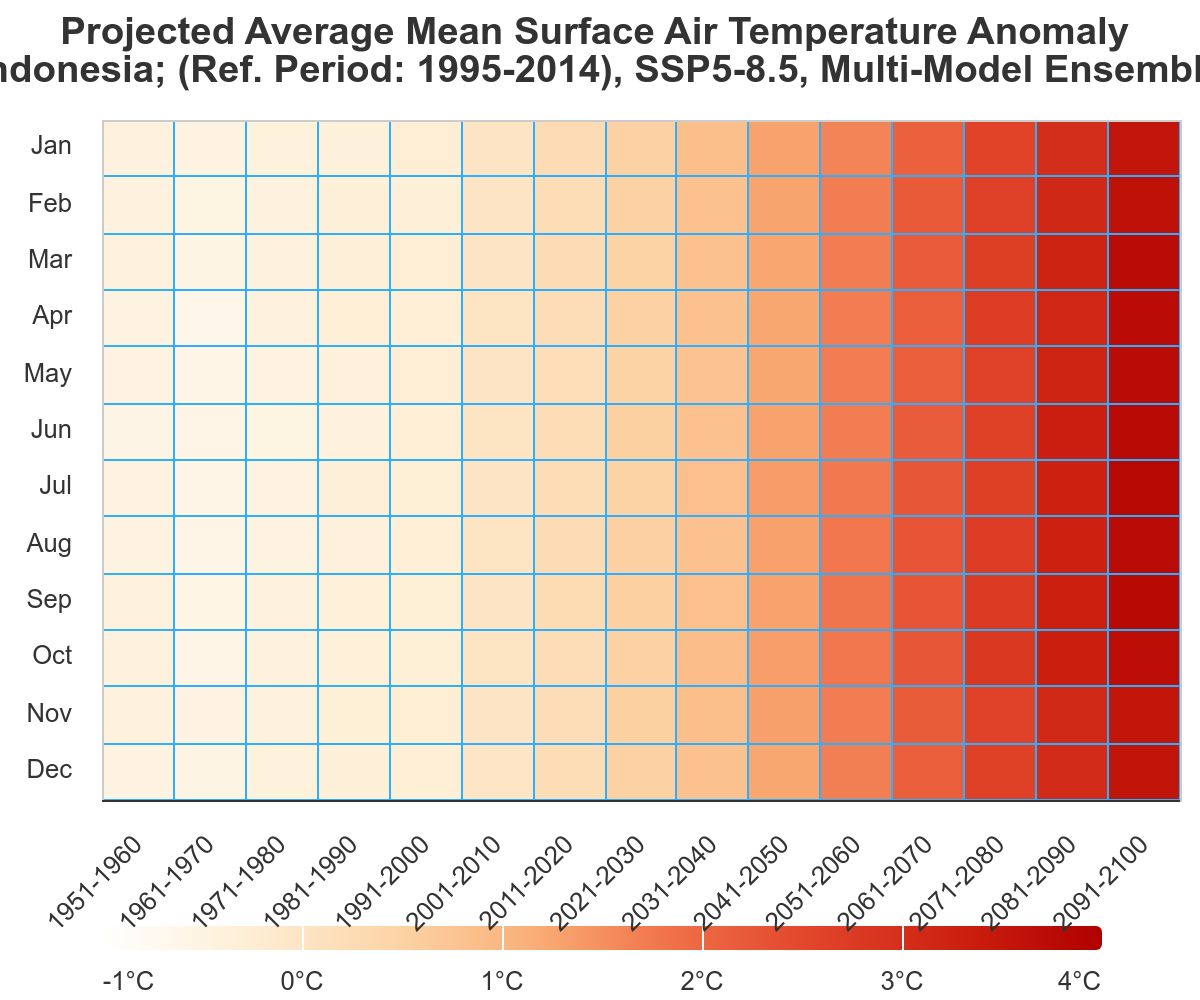 Projected Average Mean Surface Air Temperature Anomaly
ndonesia; (Ref. Period: 1995-2014), SSP5-8.5, Multi-Model Ensembl
Jan
Feb
Mar
Apr
May
Jun
Jul
Aug
Sep
Oct
Nov
Dec
1951-1960
1961-1970
1971-1980
1981-1990
1991-2000
2001-2010
2011-2020
2021-2030
2031-2040
2041-2050
2051-2060
2061-2070
2071-2080
2081-2090
2091-2100
-1°C 0°C 1°C 2°C 3°C 4°C